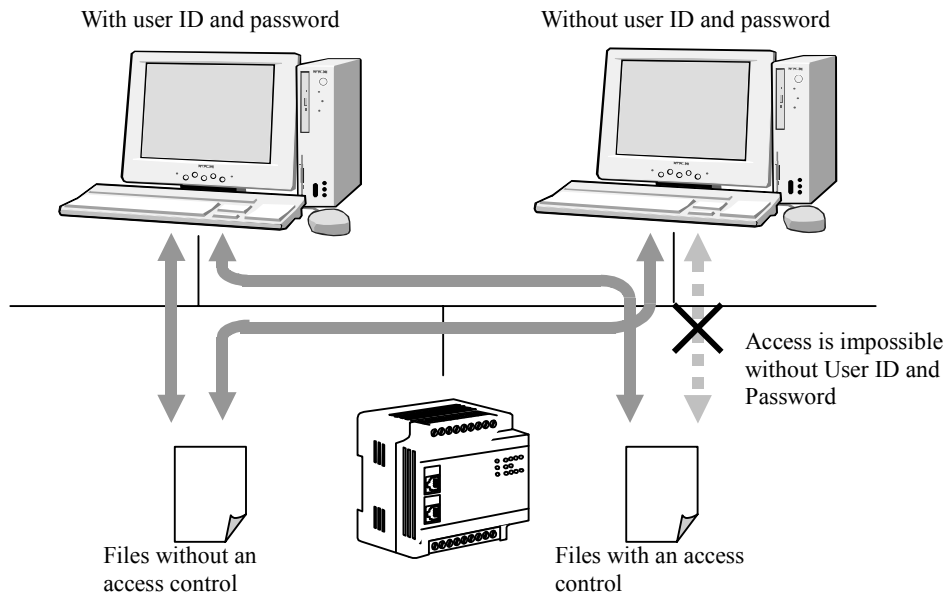 With user ID and password
Without user ID and password
Access is impossible
without User ID and
Password
Files without an
access control
Files with an access
control